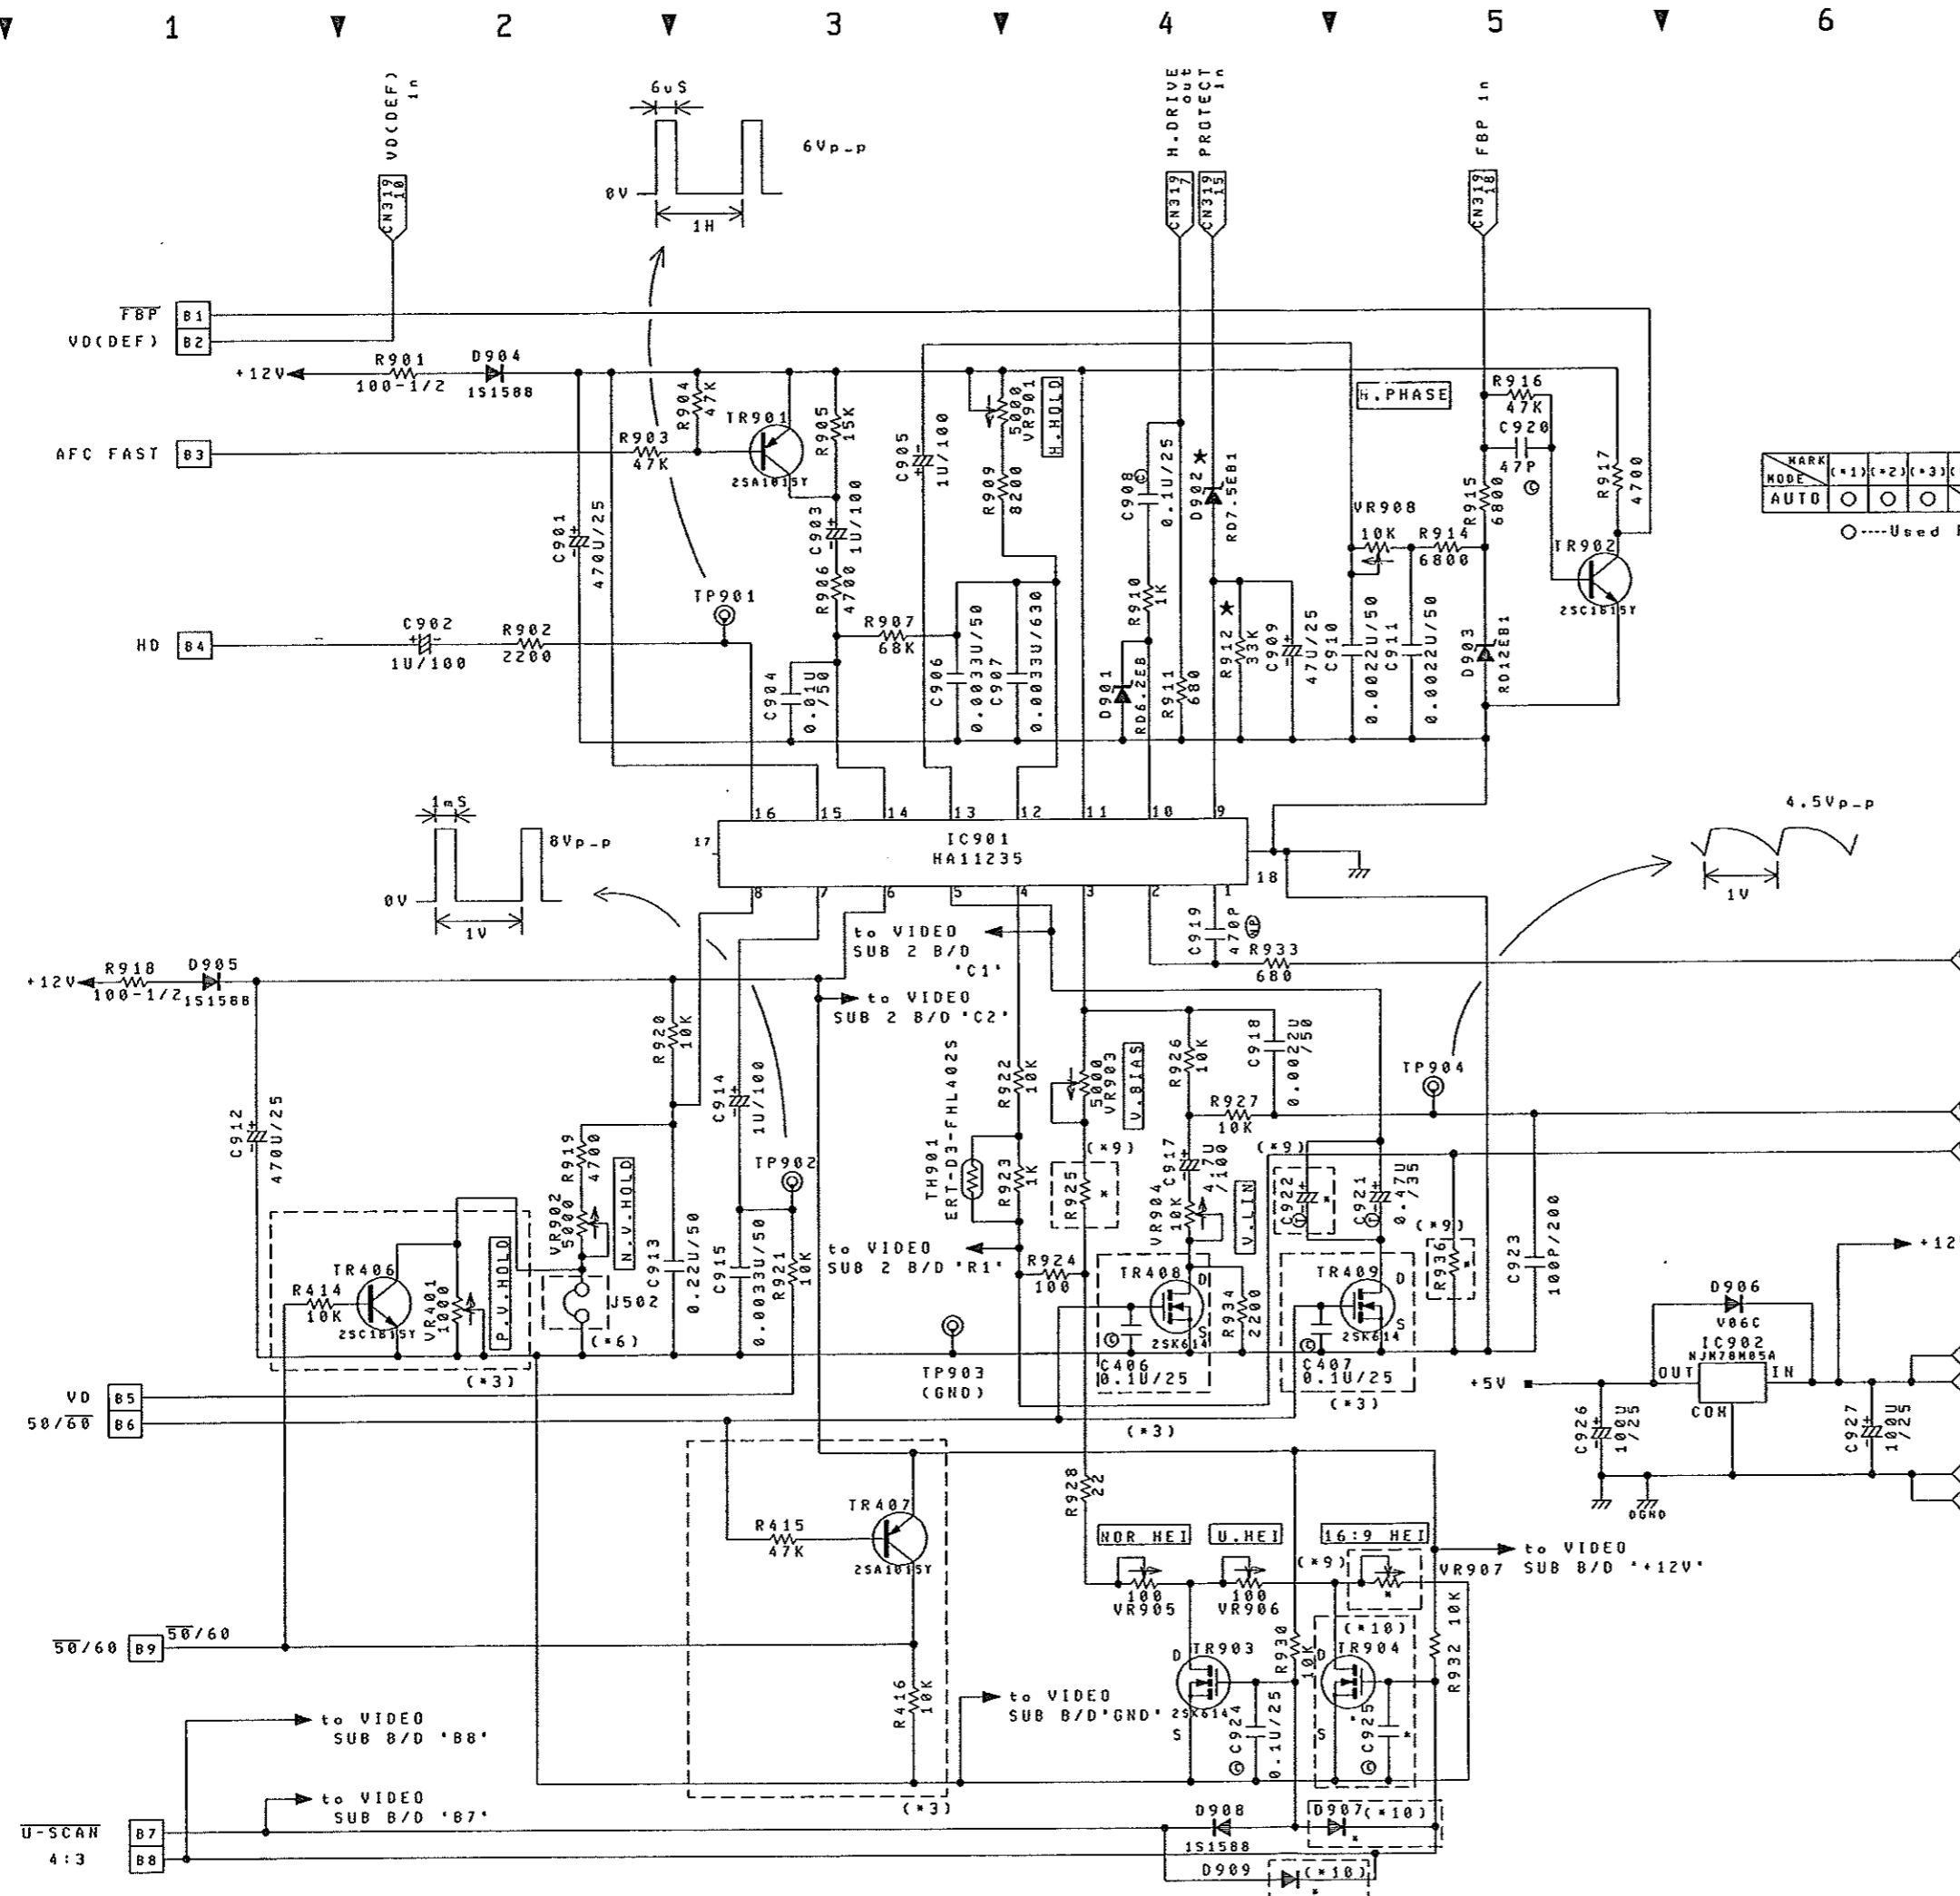 1 2 3 4 5 6
VD(DEF) in
CN319 10
6uS
6Vp-p
0V
1H
H.DRIVE out
CN319 7
PROTECT in
CN319 15
FBP in
CN319 18
FBP B1
VD(DEF) B2
+12V
R901
100-1/2
D904
1S1588
R904
47K
TR901
2SA1015Y
R905
15K
C905
1U/100
5000
VR901
H.HOLD
H.PHASE
R916
47K
C920
47P
AFC FAST B3
R903
47K
C901
470U/25
C903
1U/100
R906
4700
R909
8200
C908
0.1U/25
D902
RD7.5EB1
VR908
10K
R914
6800
R915
6800
R917
4700
TR902
2SC1815Y
MARK
MODE
(*1) (*2) (*3)
AUTO
TP901
HD B4
C902
1U/100
R902
2200
C904
0.01U
/50
R907
68K
C906
0.0033U/50
C907
0.0033U/630
R910
1K
D901
RD6.2EB
R911
680
R912
33K
C909
47U/25
C910
0.0022U/50
C911
0.0022U/50
D903
RD12EB1
16 15 14 13 12 11 10 9
17
IC901
HA11235
18
8 7 6 5 4 3 2 1
1mS
8Vp-p
0V
1V
4.5Vp-p
1V
to VIDEO
SUB 2 B/D
'C1'
C919
470P
R933
680
+12V
R918
100-1/2
D905
1S1588
to VIDEO
SUB 2 B/D 'C2'
R920
10K
C914
1U/100
C912
470U/25
R922
10K
5000
VR903
V.BIAS
R926
10K
C918
0.0022U
/50
R927
10K
TP904
TH901
ERT-D3-FHL402S
R923
1K
(*9)
R925
*
C917
47U
/100
VR904
10K
V.LIN
(*9)
C922
*
C921
0.47U
/35
(*9)
R936
*
C923
100P/200
TP902
R919
4700
VR902
5000
N.V.HOLD
C913
0.22U/50
C915
0.0033U/50
R921
10K
to VIDEO
SUB 2 B/D 'R1'
R924
100
TR408
D
S
2SK614
R934
2200
TR409
D
S
2SK614
C406
0.1U/25
C407
0.1U/25
(*3)
(*3)
R414
10K
TR406
2SC1815Y
VR401
1000
P.V.HOLD
(*3)
J502
(*6)
TP903
(GND)
+12
D906
V06C
IC902
NJM78M05A
OUT IN
COM
+5V
C926
100U
/25
C927
100U
/25
DGND
VD B5
50/60 B6
R415
47K
TR407
2SA1015Y
R416
10K
(*3)
R928
22
NOR HEI
U.HEI
16:9 HEI
100
VR905
100
VR906
(*9)
*
VR907
to VIDEO
SUB B/D '+12V'
50/60 B9 50/60
D
TR903
2SK614
S
R930
10K
(*10)
D
TR904
S
*
R932 10K
C924
0.1U/25
C925
*
to VIDEO
SUB B/D 'GND'
to VIDEO
SUB B/D 'B8'
to VIDEO
SUB B/D 'B7'
U-SCAN B7
4:3 B8
D908
1S1588
D907 (*10)
*
D909
(*10)
*